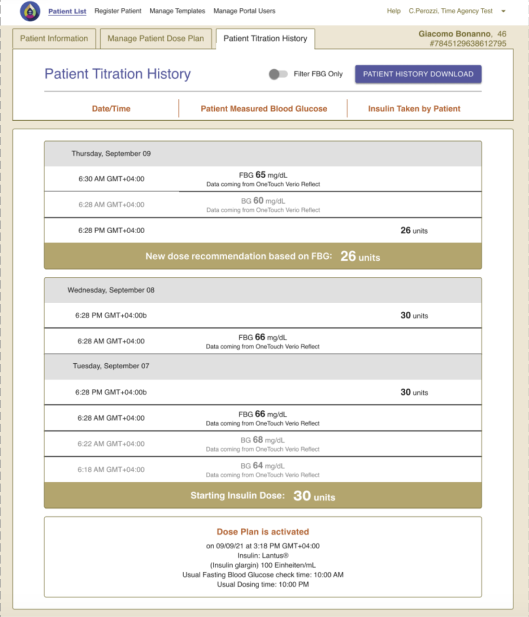 Patient List Register Patient Manage Templates Manage Portal Users Help C.Perozzi, Time Agency Test
Patient Information Manage Patient Dose Plan Patient Titration History Giacomo Bonanno, 46
#7845129638612795
Patient Titration History Filter FBG Only PATIENT HISTORY DOWNLOAD
Date/Time Patient Measured Blood Glucose Insulin Taken by Patient
Thursday, September 09
6:30 AM GMT+04:00 FBG 65 mg/dL
Data coming from OneTouch Verio Reflect
6:28 AM GMT+04:00 BG 60 mg/dL
Data coming from OneTouch Verio Reflect
6:28 PM GMT+04:00 26 units
New dose recommendation based on FBG: 26 units
Wednesday, September 08
6:28 PM GMT+04:00b 30 units
6:28 AM GMT+04:00 FBG 66 mg/dL
Data coming from OneTouch Verio Reflect
Tuesday, September 07
6:28 PM GMT+04:00b 30 units
6:28 AM GMT+04:00 FBG 66 mg/dL
Data coming from OneTouch Verio Reflect
6:22 AM GMT+04:00 BG 68 mg/dL
Data coming from OneTouch Verio Reflect
6:18 AM GMT+04:00 BG 64 mg/dL
Data coming from OneTouch Verio Reflect
Starting Insulin Dose: 30 units
Dose Plan is activated
on 09/09/21 at 3:18 PM GMT+04:00
Insulin: Lantus®
(Insulin glargin) 100 Einheiten/mL
Usual Fasting Blood Glucose check time: 10:00 AM
Usual Dosing time: 10:00 PM